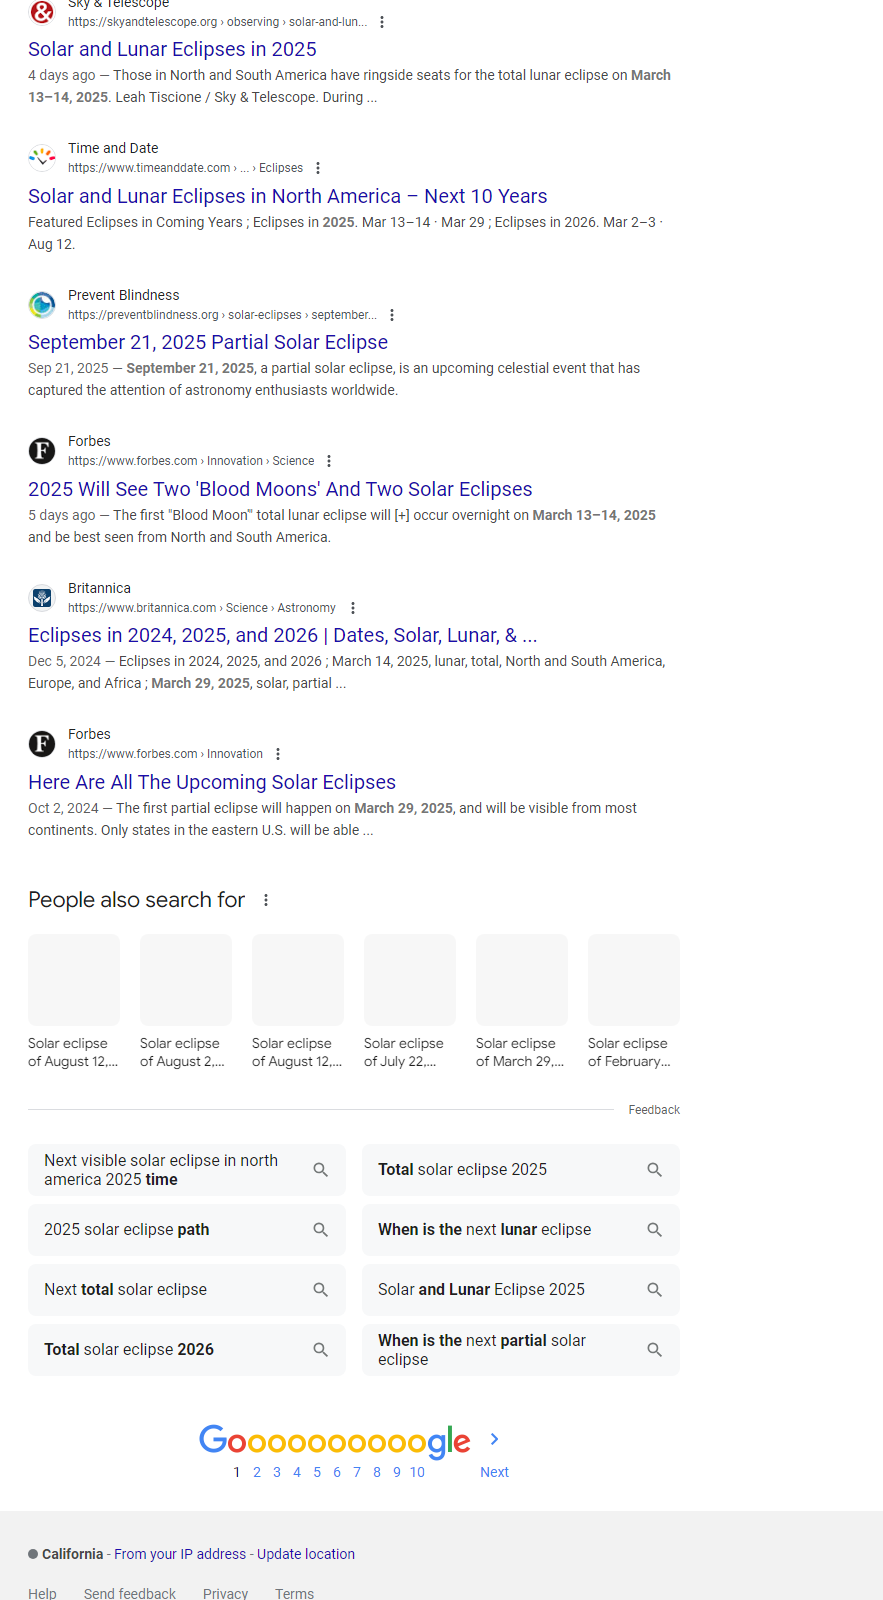 Sky & Telescope
https://skyandtelescope.org › observing › solar-and-lun...
Solar and Lunar Eclipses in 2025
4 days ago — Those in North and South America have ringside seats for the total lunar eclipse on March
13–14, 2025. Leah Tiscione / Sky & Telescope. During ...
Time and Date
https://www.timeanddate.com › ... › Eclipses
Solar and Lunar Eclipses in North America – Next 10 Years
Featured Eclipses in Coming Years ; Eclipses in 2025. Mar 13–14 · Mar 29 ; Eclipses in 2026. Mar 2–3 ·
Aug 12.
Prevent Blindness
https://preventblindness.org › solar-eclipses › september...
September 21, 2025 Partial Solar Eclipse
Sep 21, 2025 — September 21, 2025, a partial solar eclipse, is an upcoming celestial event that has
captured the attention of astronomy enthusiasts worldwide.
F
Forbes
https://www.forbes.com › Innovation › Science
2025 Will See Two 'Blood Moons' And Two Solar Eclipses
5 days ago — The first "Blood Moon'' total lunar eclipse will [+] occur overnight on March 13–14, 2025
and be best seen from North and South America.
Britannica
https://www.britannica.com › Science › Astronomy
Eclipses in 2024, 2025, and 2026 | Dates, Solar, Lunar, & ...
Dec 5, 2024 — Eclipses in 2024, 2025, and 2026 ; March 14, 2025, lunar, total, North and South America,
Europe, and Africa ; March 29, 2025, solar, partial ...
F
Forbes
https://www.forbes.com › Innovation
Here Are All The Upcoming Solar Eclipses
Oct 2, 2024 — The first partial eclipse will happen on March 29, 2025, and will be visible from most
continents. Only states in the eastern U.S. will be able ...
People also search for
Solar eclipse
of August 12,...
Solar eclipse
of August 2,...
Solar eclipse
of August 12,...
Solar eclipse
of July 22,...
Solar eclipse
of March 29,...
Solar eclipse
of February...
Feedback
Next visible solar eclipse in north
america 2025 time
Total solar eclipse 2025
2025 solar eclipse path
When is the next lunar eclipse
Next total solar eclipse
Solar and Lunar Eclipse 2025
Total solar eclipse 2026
When is the next partial solar
eclipse
Goooooooooogle
1 2 3 4 5 6 7 8 9 10 Next
California - From your IP address - Update location
Help Send feedback Privacy Terms